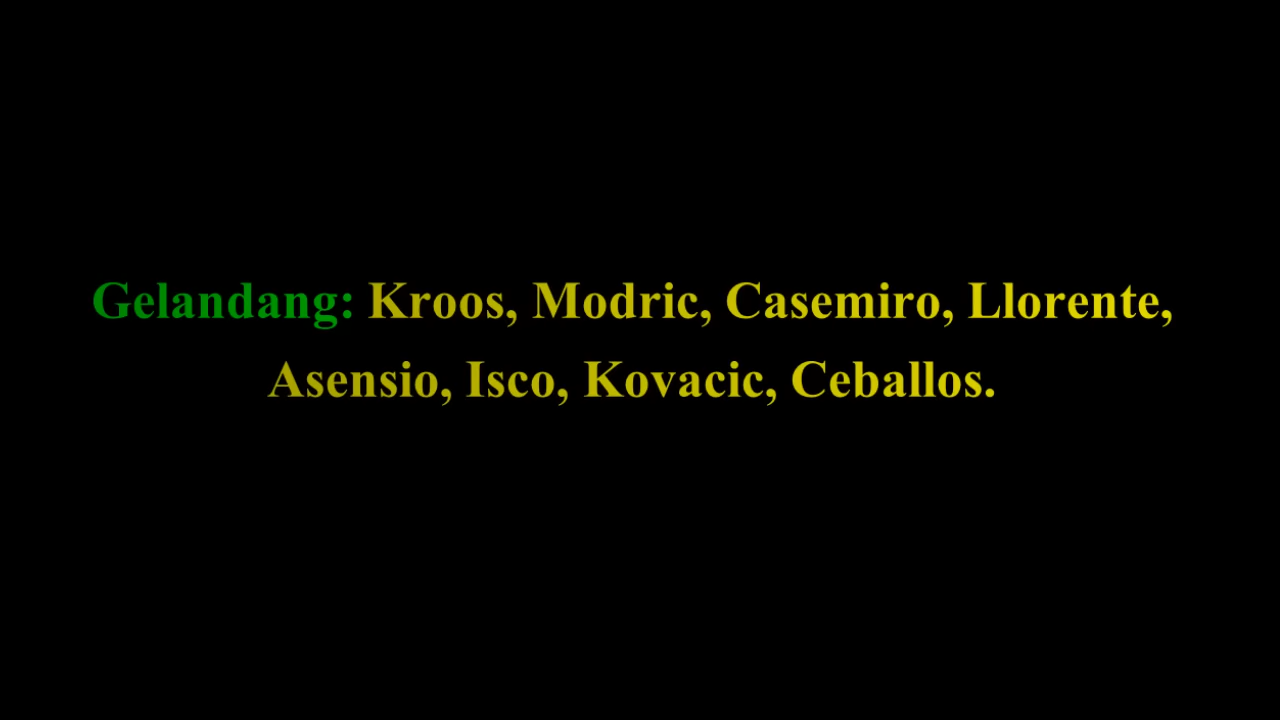 Gelandang: Kroos, Modric, Casemiro, Llorente,
Asensio, Isco, Kovacic, Ceballos.